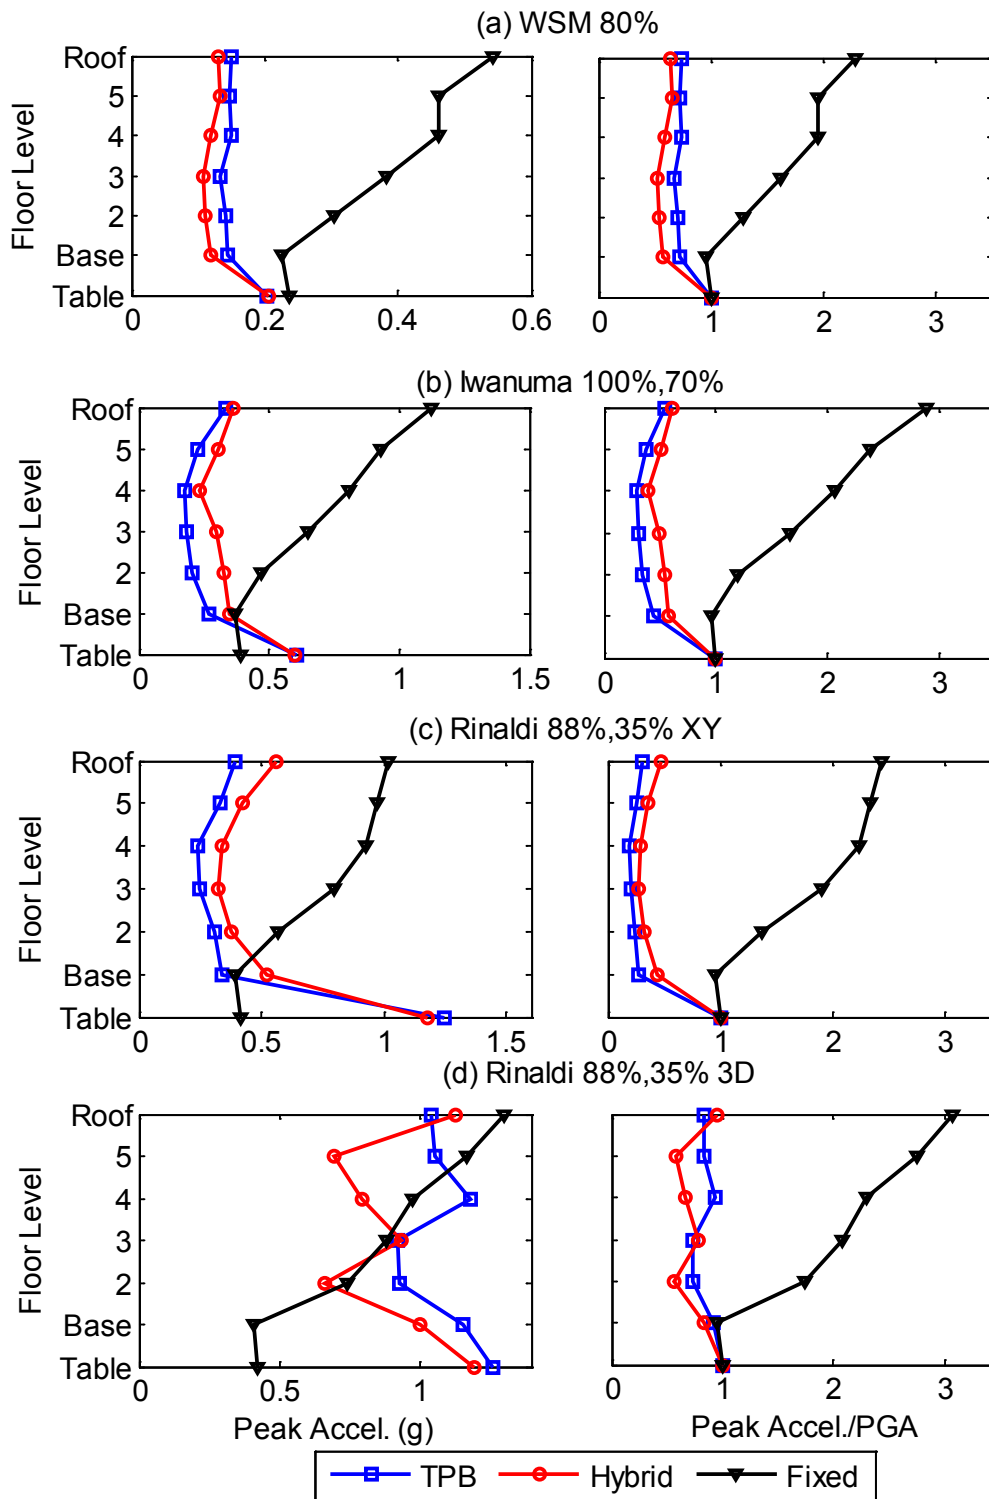 (a) WSM 80%
Roof
5
4
3
2
Base
Table
Floor Level
0
0.2
0.4
0.6
0
1
2
3
(b) Iwanuma 100%,70%
Roof
5
4
3
2
Base
Table
Floor Level
0
0.5
1
1.5
0
1
2
3
(c) Rinaldi 88%,35% XY
Roof
5
4
3
2
Base
Table
Floor Level
0
0.5
1
1.5
0
1
2
3
(d) Rinaldi 88%,35% 3D
Roof
5
4
3
2
Base
Table
Floor Level
0
0.5
1
0
1
2
3
Peak Accel. (g)
Peak Accel./PGA
TPB
Hybrid
Fixed